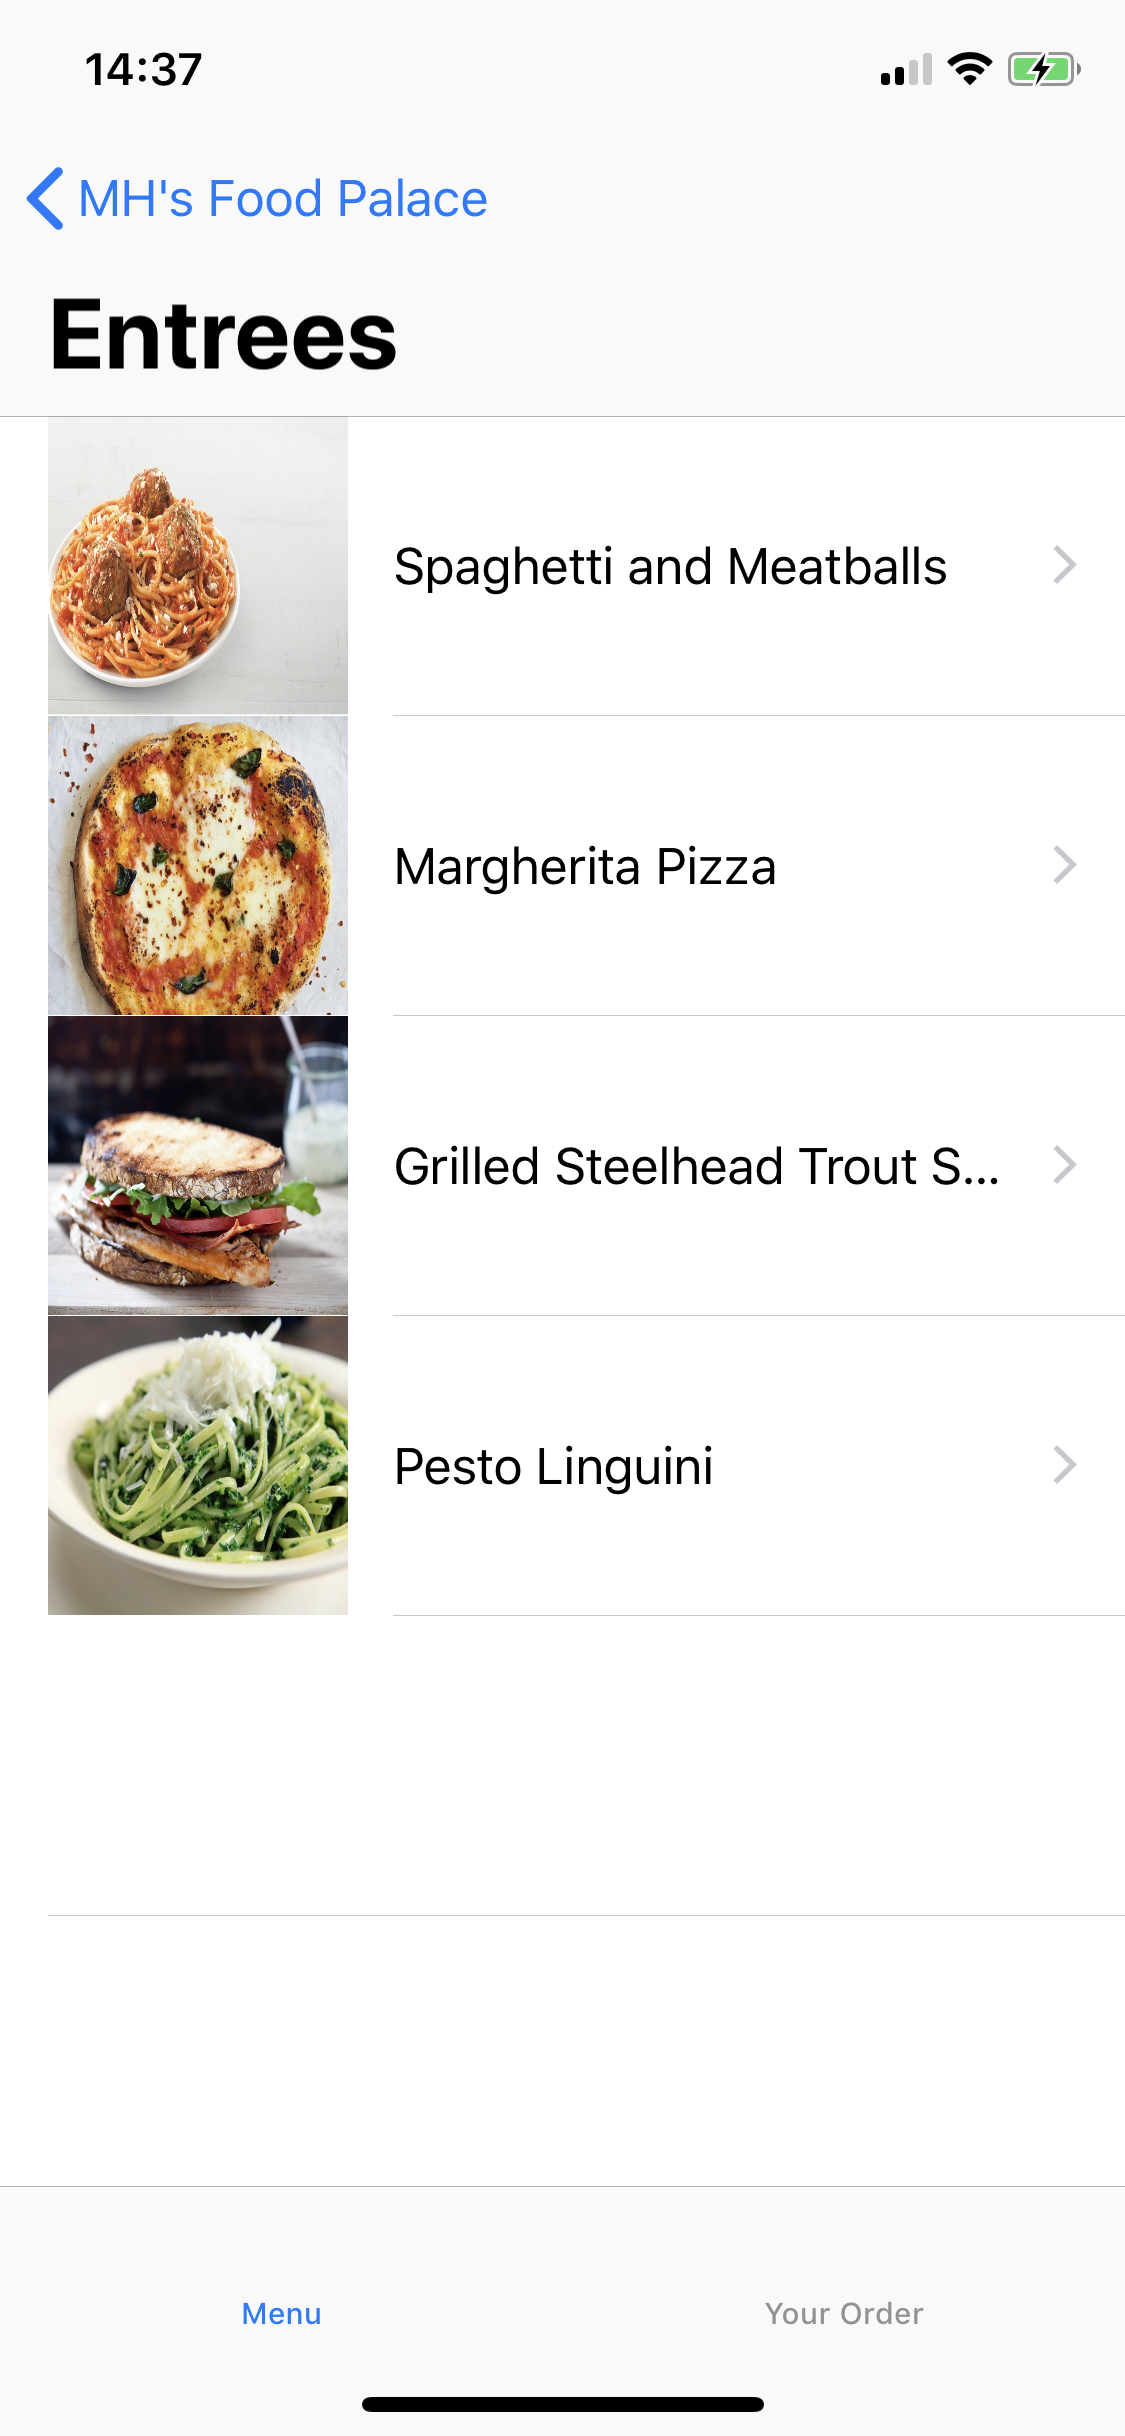 14:37
MH's Food Palace
Entrees
Spaghetti and Meatballs
Margherita Pizza
Grilled Steelhead Trout S...
Pesto Linguini
Menu
Your Order